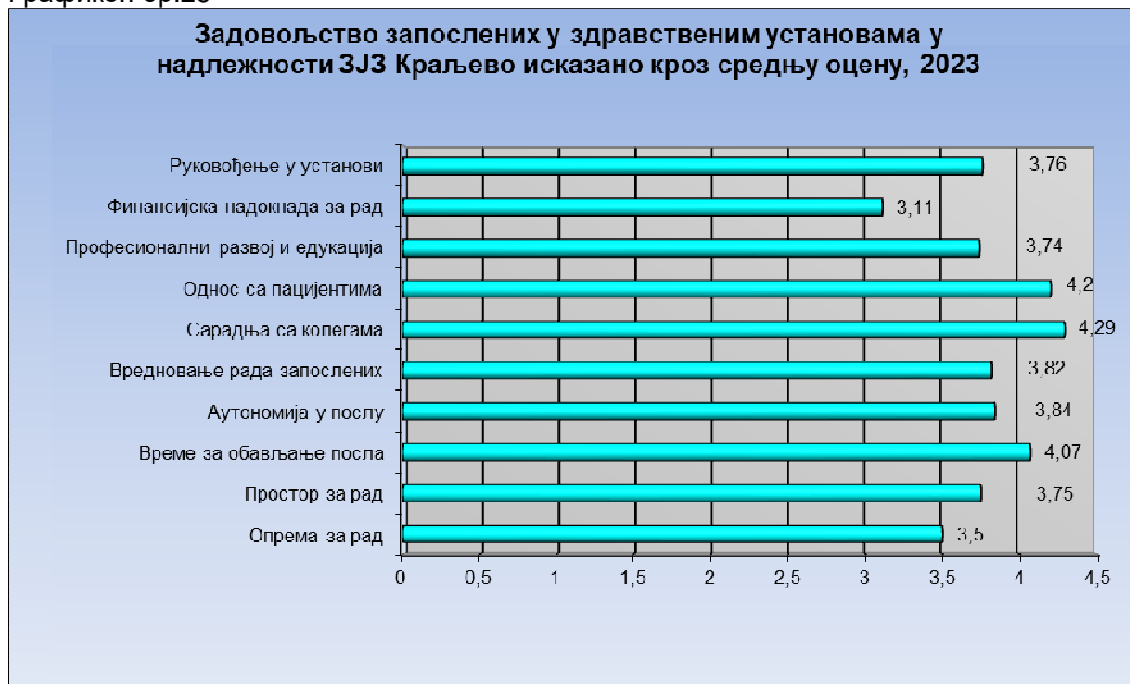 Задовољство запослених у здравственим установама у
надлежности ЗЈЗ Краљево исказано кроз средњу оцену, 2023
Руковођење у установи
3,76
Финансијска надокнада за рад
3,11
Професионални развој и едукација
3,74
Однос са пацијентима
4,2
Сарадња са колегама
4,29
Вредновање рада запослених
3,82
Аутономија у послу
3,84
Време за обављање посла
4,07
Простор за рад
3,75
Опрема за рад
3,5
0 0,5 1 1,5 2 2,5 3 3,5 4 4,5